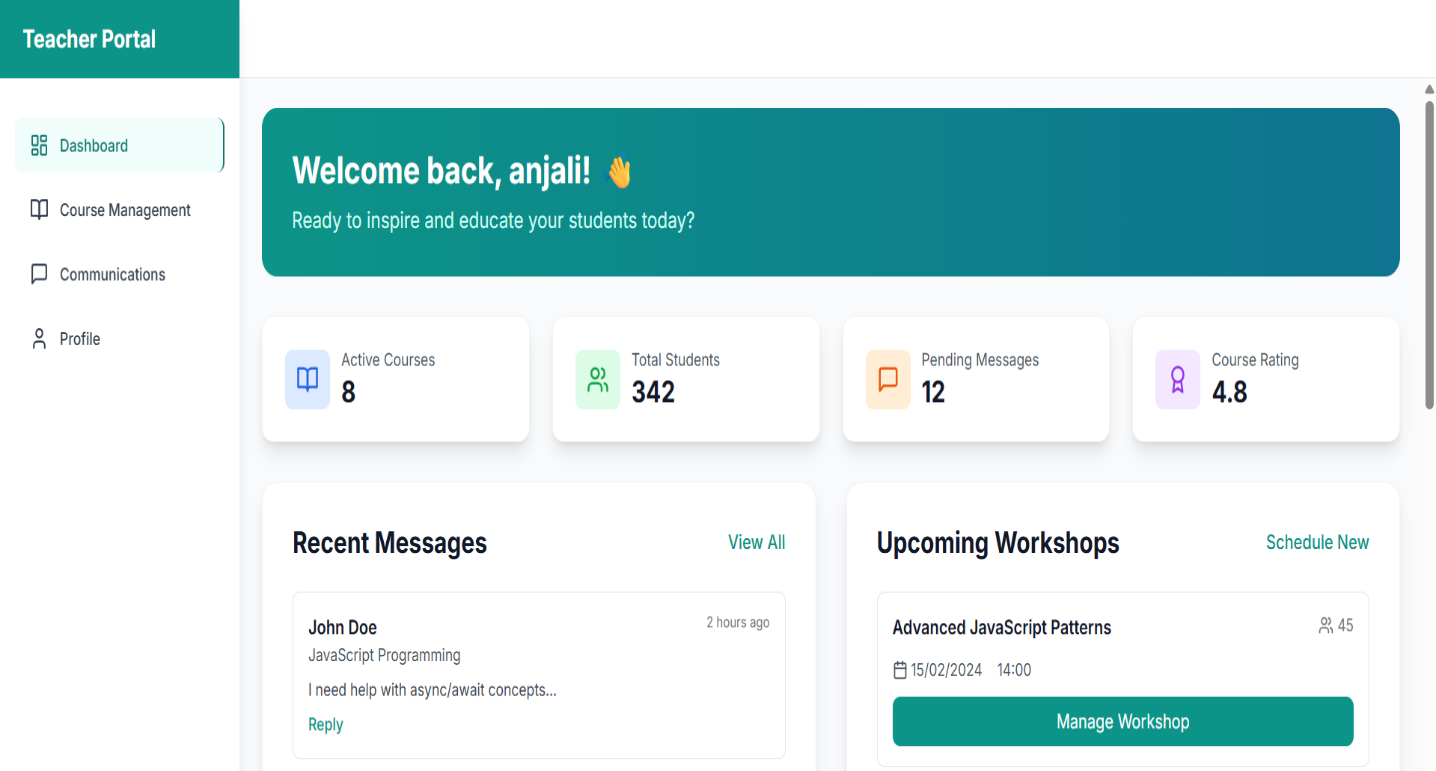 Teacher Portal
Dashboard
Course Management
Communications
Profile
Welcome back, anjali! 👋
Ready to inspire and educate your students today?
Active Courses
8
Total Students
342
Pending Messages
12
Course Rating
4.8
Recent Messages
View All
John Doe
2 hours ago
JavaScript Programming
I need help with async/await concepts...
Reply
Upcoming Workshops
Schedule New
Advanced JavaScript Patterns
45
15/02/2024 14:00
Manage Workshop